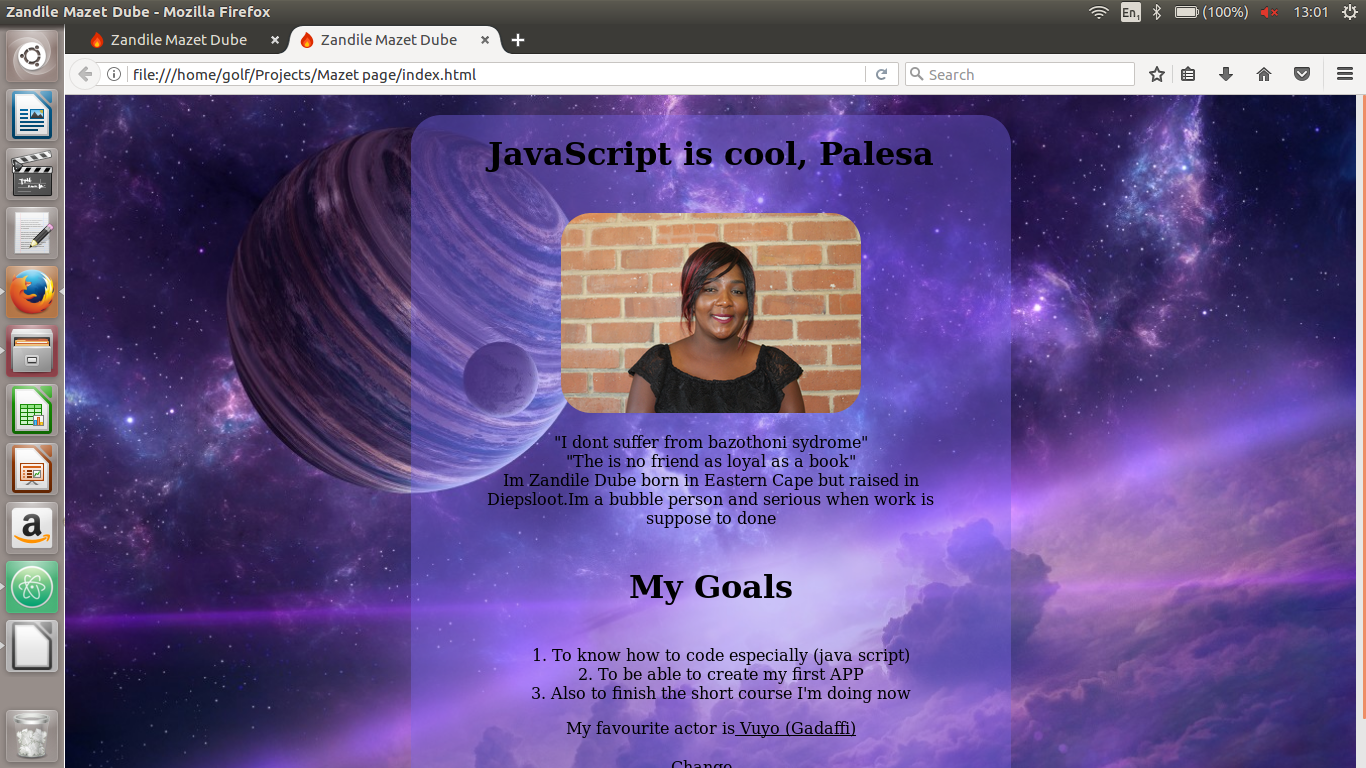 Zandile Mazet Dube - Mozilla Firefox
En1
(100%)
13:01
Zandile Mazet Dube
Zandile Mazet Dube
file:///home/golf/Projects/Mazet page/index.html
Search
JavaScript is cool, Palesa
"I dont suffer from bazothoni sydrome"
"The is no friend as loyal as a book"
Im Zandile Dube born in Eastern Cape but raised in
Diepsloot.Im a bubble person and serious when work is
suppose to done
My Goals
1. To know how to code especially (java script)
2. To be able to create my first APP
3. Also to finish the short course I'm doing now
My favourite actor is Vuyo (Gadaffi)
Change